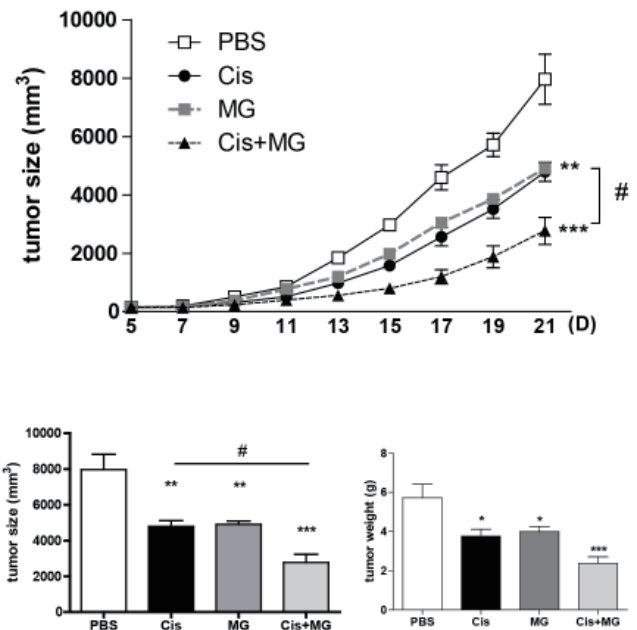 tumor size (mm3)
10000
8000
6000
4000
2000
0
PBS
Cis
MG
Cis+MG
**
#
***
5 7 9 11 13 15 17 19 21 (D)
tumor size (mm3)
10000
8000
6000
4000
2000
0
#
** ** ***
PBS Cis MG Cis+MG
tumor weight (g)
8
6
4
2
0
* * ***
PBS Cis MG Cis+MG